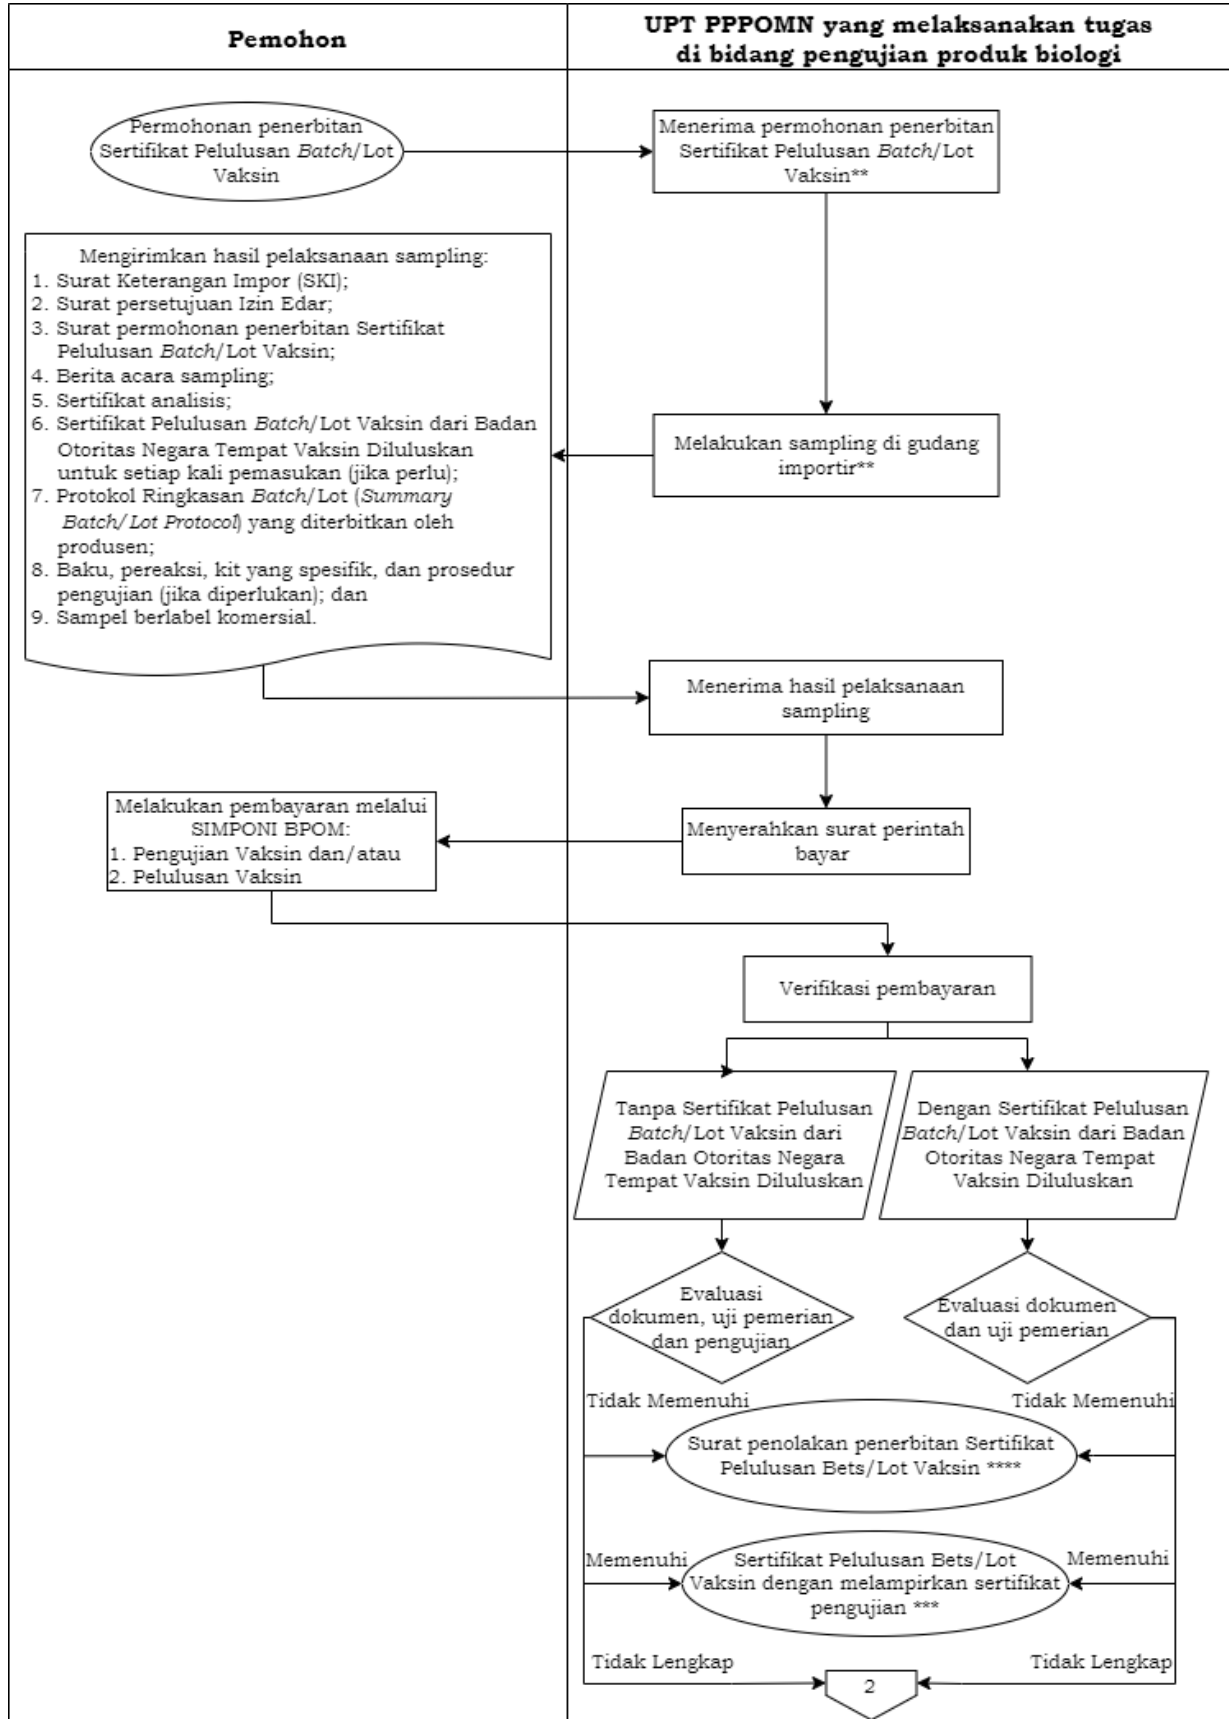 Pemohon
UPT PPPOMN yang melaksanakan tugas
di bidang pengujian produk biologi
Permohonan penerbitan
Sertifikat Pelulusan Batch/Lot
Vaksin
Menerima permohonan penerbitan
Sertifikat Pelulusan Batch/Lot
Vaksin**
Mengirimkan hasil pelaksanaan sampling:
1. Surat Keterangan Impor (SKI);
2. Surat persetujuan Izin Edar;
3. Surat permohonan penerbitan Sertifikat
Pelulusan Batch/Lot Vaksin;
4. Berita acara sampling;
5. Sertifikat analisis;
6. Sertifikat Pelulusan Batch/Lot Vaksin dari Badan
Otoritas Negara Tempat Vaksin Diluluskan
untuk setiap kali pemasukan (jika perlu);
7. Protokol Ringkasan Batch/Lot (Summary
Batch/Lot Protocol) yang diterbitkan oleh
produsen;
8. Baku, pereaksi, kit yang spesifik, dan prosedur
pengujian (jika diperlukan); dan
9. Sampel berlabel komersial.
Melakukan sampling di gudang
importir**
Menerima hasil pelaksanaan
sampling
Melakukan pembayaran melalui
SIMPONI BPOM:
1. Pengujian Vaksin dan/atau
2. Pelulusan Vaksin
Menyerahkan surat perintah
bayar
Verifikasi pembayaran
Tanpa Sertifikat Pelulusan
Batch/Lot Vaksin dari
Badan Otoritas Negara
Tempat Vaksin Diluluskan
Dengan Sertifikat Pelulusan
Batch/Lot Vaksin dari Badan
Otoritas Negara Tempat
Vaksin Diluluskan
Evaluasi
dokumen, uji pemerian
dan pengujian
Evaluasi dokumen
dan uji pemerian
Tidak Memenuhi
Tidak Memenuhi
Surat penolakan penerbitan Sertifikat
Pelulusan Bets/Lot Vaksin ****
Memenuhi
Sertifikat Pelulusan Bets/Lot
Vaksin dengan melampirkan sertifikat
pengujian ***
Memenuhi
Tidak Lengkap
Tidak Lengkap
2